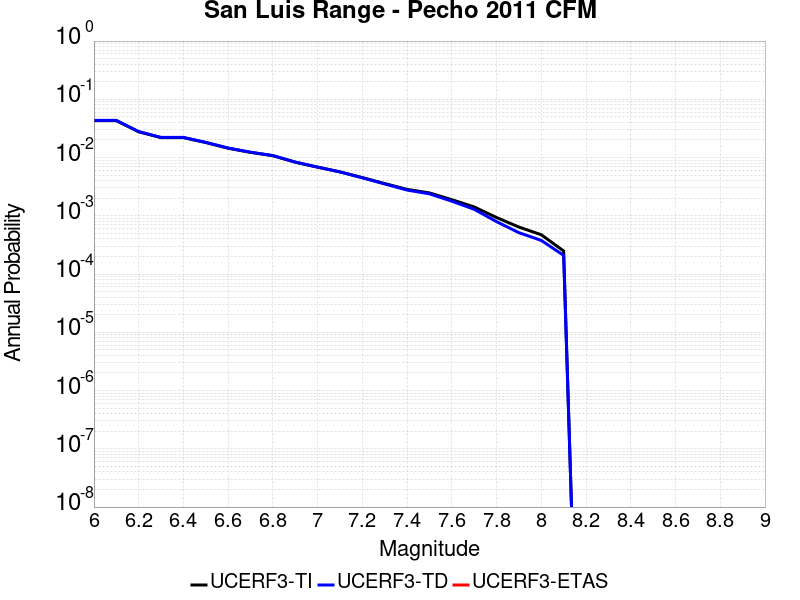 San Luis Range - Pecho 2011 CFM
Annual Probability
10^0
10^-1
10^-2
10^-3
10^-4
10^-5
10^-6
10^-7
10^-8
6 6.2 6.4 6.6 6.8 7 7.2 7.4 7.6 7.8 8 8.2 8.4 8.6 8.8 9
Magnitude
UCERF3-TI UCERF3-TD UCERF3-ETAS